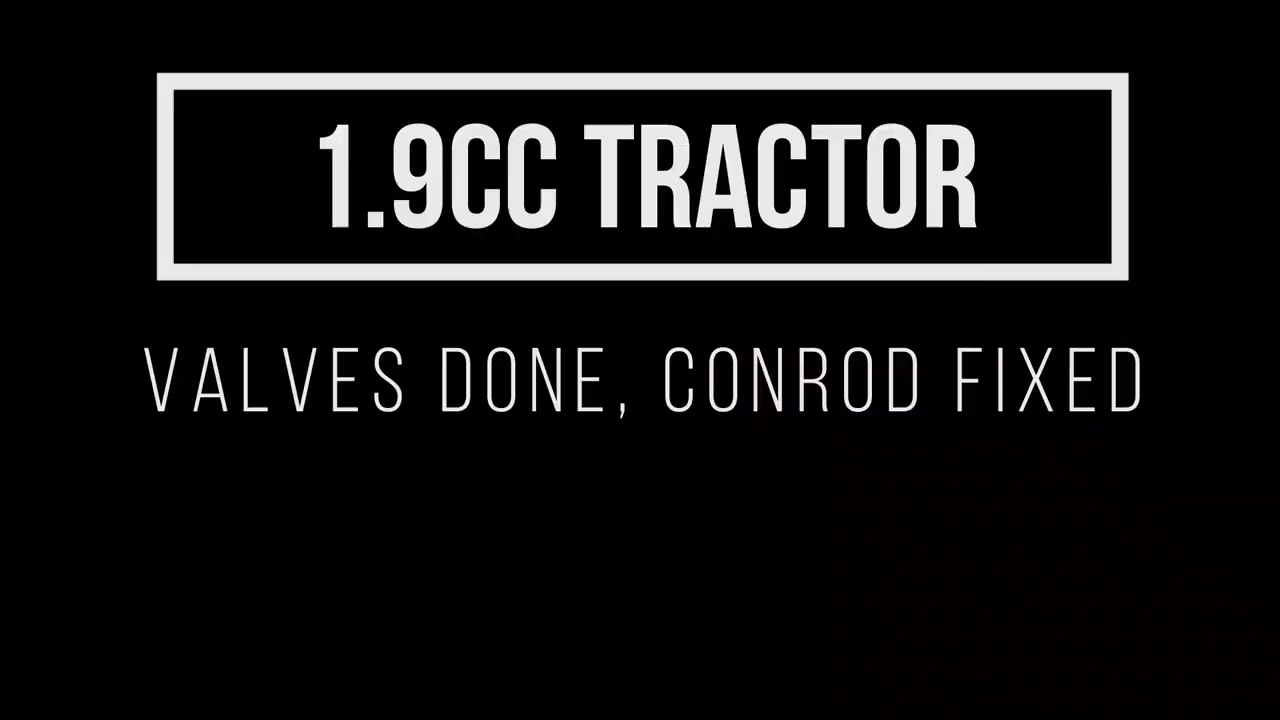 1.9CC TRACTOR
VALVES DONE, CONROD FIXED